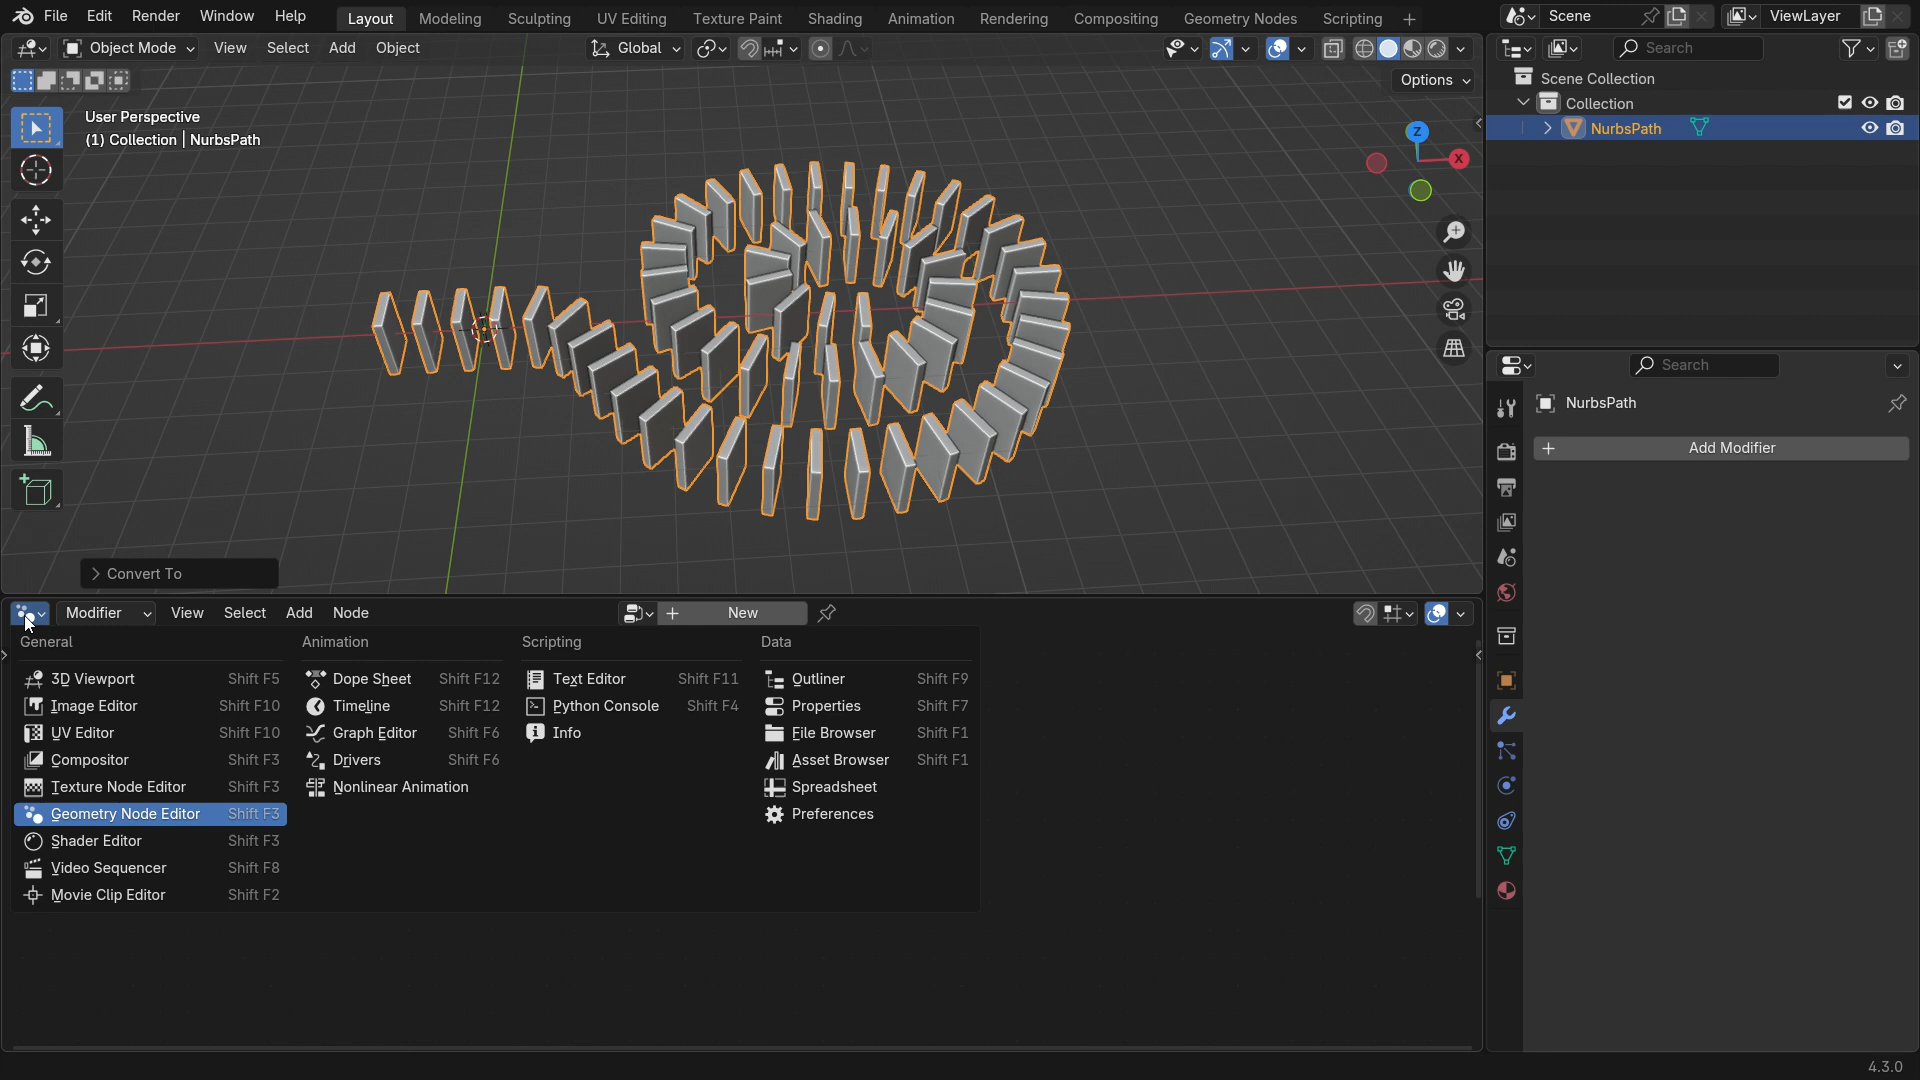 File Edit Render Window Help Layout Modeling Sculpting UV Editing Texture Paint Shading Animation Rendering Compositing Geometry Nodes Scripting + Scene ViewLayer
Object Mode View Select Add Object Global Search
Options
User Perspective
(1) Collection | NurbsPath
Z
X
Scene Collection
Collection
NurbsPath
Search
NurbsPath
+ Add Modifier
Convert To
Modifier View Select Add Node + New
General Animation Scripting Data
3D Viewport Shift F5 Dope Sheet Shift F12 Text Editor Shift F11 Outliner Shift F9
Image Editor Shift F10 Timeline Shift F12 Python Console Shift F4 Properties Shift F7
UV Editor Shift F10 Graph Editor Shift F6 Info File Browser Shift F1
Compositor Shift F3 Drivers Shift F6 Asset Browser Shift F1
Texture Node Editor Shift F3 Nonlinear Animation Spreadsheet
Geometry Node Editor Shift F3 Preferences
Shader Editor Shift F3
Video Sequencer Shift F8
Movie Clip Editor Shift F2
4.3.0